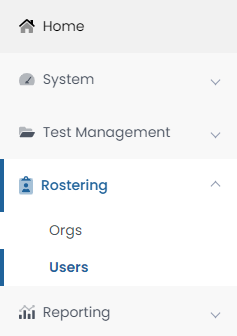 Home
System
Test Management
Rostering
Orgs
Users
Reporting